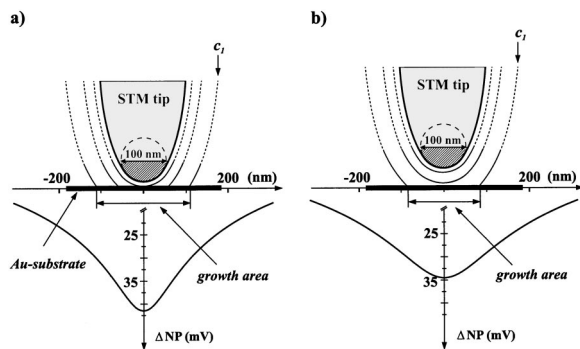 a)
c₁
STM tip
100 nm
-200
200
(nm)
25
35
Au-substrate
growth area
ΔNP (mV)
b)
c₁
STM tip
100 nm
-200
200
(nm)
25
35
growth area
ΔNP (mV)